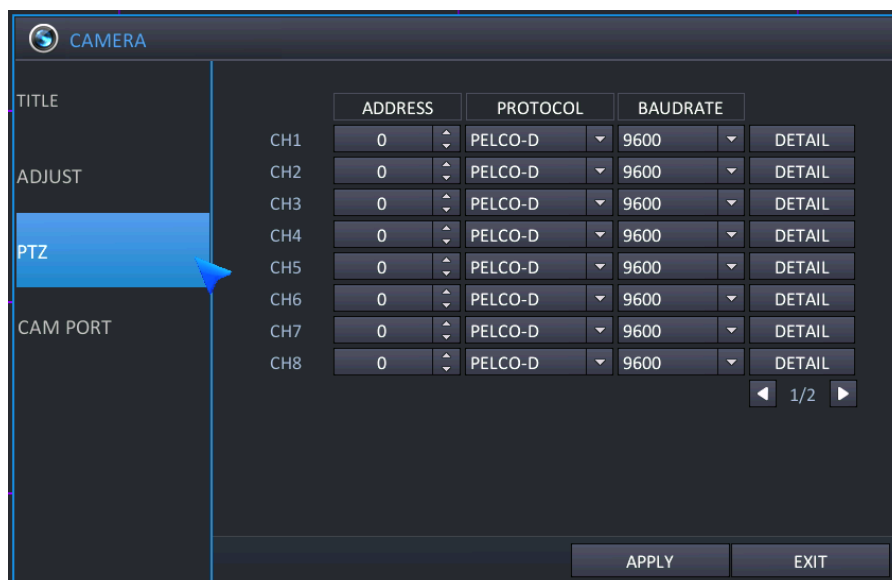 CAMERA
TITLE
ADJUST
PTZ
CAM PORT
ADDRESS PROTOCOL BAUDRATE
CH1 0 PELCO-D 9600 DETAIL
CH2 0 PELCO-D 9600 DETAIL
CH3 0 PELCO-D 9600 DETAIL
CH4 0 PELCO-D 9600 DETAIL
CH5 0 PELCO-D 9600 DETAIL
CH6 0 PELCO-D 9600 DETAIL
CH7 0 PELCO-D 9600 DETAIL
CH8 0 PELCO-D 9600 DETAIL
1/2
APPLY EXIT